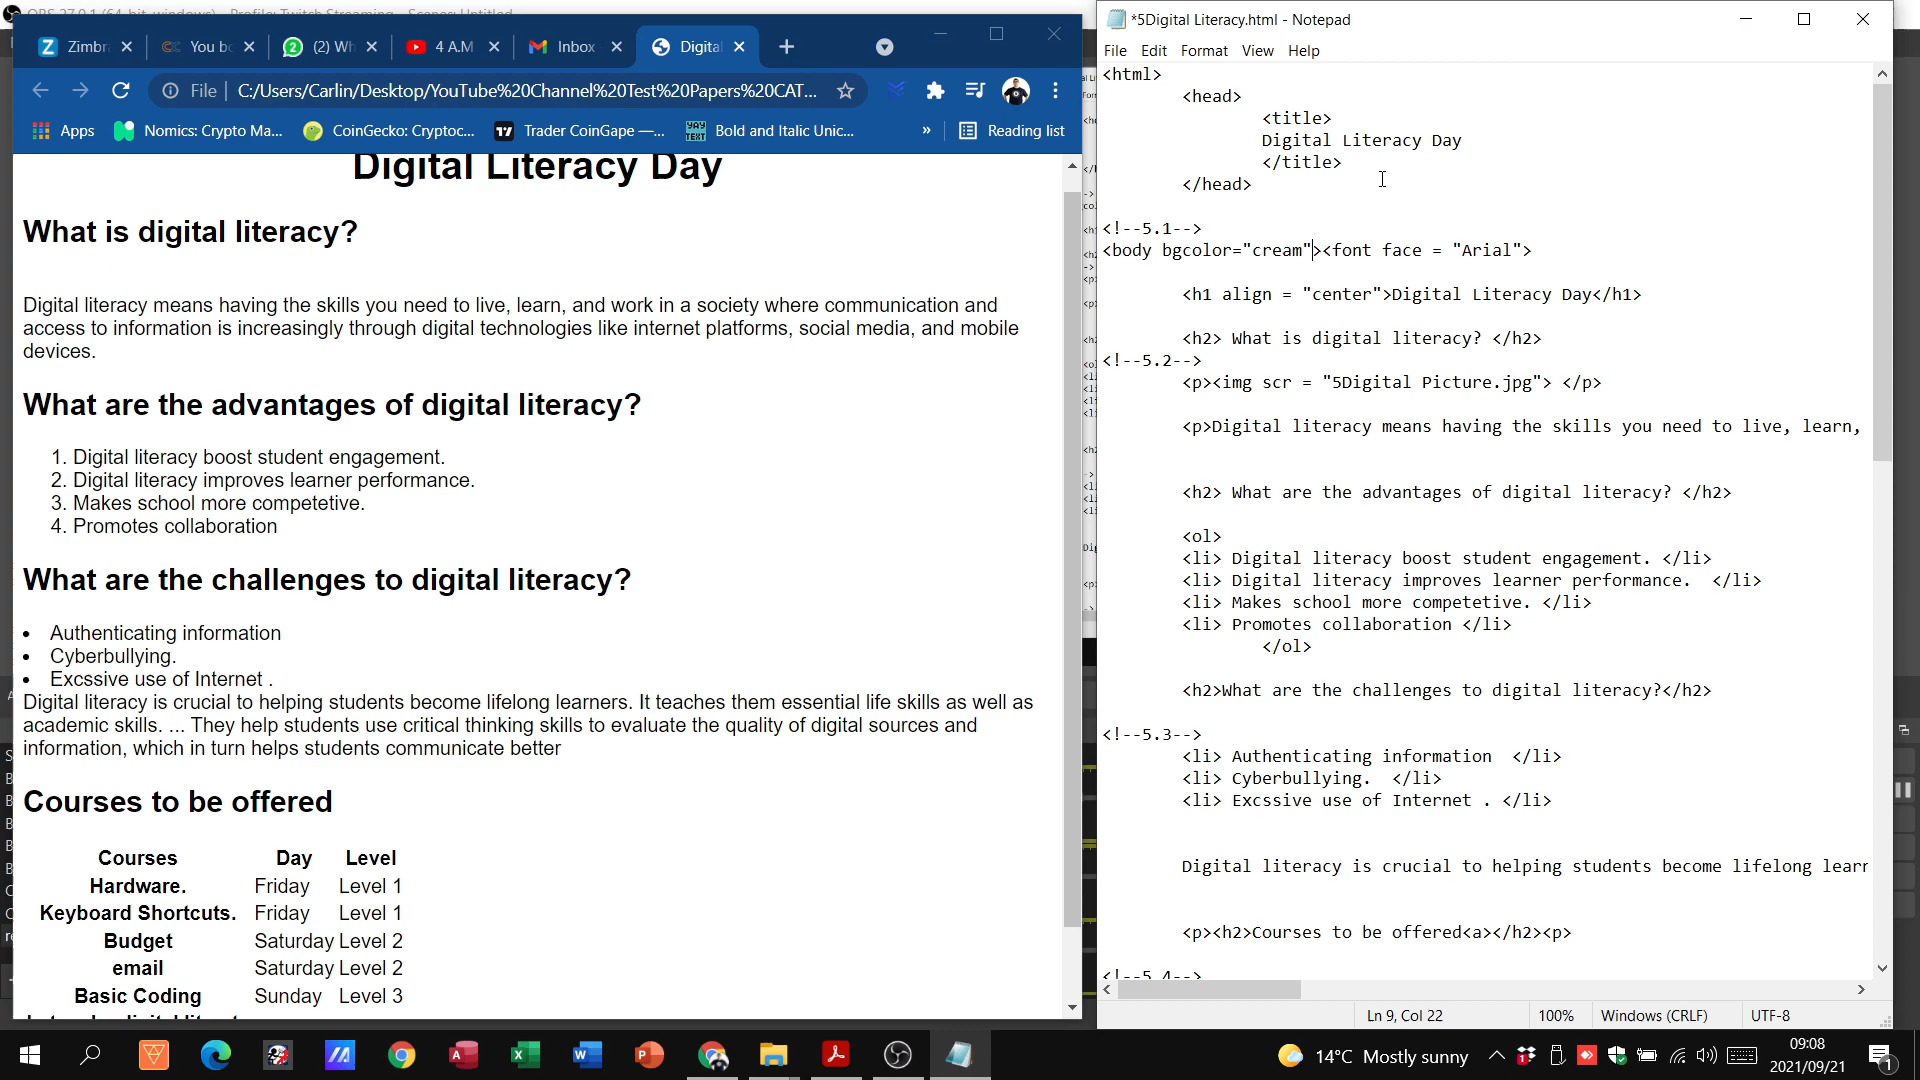 OBS 27.0.1 (64-bit, windows) - Profile: Twitch Streaming - Scenes: Untitled
Zimbr
You b
(2) Wh
4 A.M
Inbox
Digita
File
C:/Users/Carlin/Desktop/YouTube%20Channel%20Test%20Papers%20CAT...
Apps
Nomics: Crypto Ma...
CoinGecko: Cryptoc...
Trader CoinGape —...
YAY TEXT
Bold and Italic Unic...
»
Reading list
Digital Literacy Day
What is digital literacy?
Digital literacy means having the skills you need to live, learn, and work in a society where communication and
access to information is increasingly through digital technologies like internet platforms, social media, and mobile
devices.
What are the advantages of digital literacy?
1. Digital literacy boost student engagement.
2. Digital literacy improves learner performance.
3. Makes school more competetive.
4. Promotes collaboration
What are the challenges to digital literacy?
• Authenticating information
• Cyberbullying.
• Excssive use of Internet .
Digital literacy is crucial to helping students become lifelong learners. It teaches them essential life skills as well as
academic skills. ... They help students use critical thinking skills to evaluate the quality of digital sources and
information, which in turn helps students communicate better
Courses to be offered
Courses Day Level
Hardware. Friday Level 1
Keyboard Shortcuts. Friday Level 1
Budget Saturday Level 2
email Saturday Level 2
Basic Coding Sunday Level 3
*5Digital Literacy.html - Notepad
File Edit Format View Help
<html>
<head>
<title>
Digital Literacy Day
</title>
</head>
<!--5.1-->
<body bgcolor="cream"><font face = "Arial">
<h1 align = "center">Digital Literacy Day</h1>
<h2> What is digital literacy? </h2>
<!--5.2-->
<p><img scr = "5Digital Picture.jpg"> </p>
<p>Digital literacy means having the skills you need to live, learn,
<h2> What are the advantages of digital literacy? </h2>
<ol>
<li> Digital literacy boost student engagement. </li>
<li> Digital literacy improves learner performance.  </li>
<li> Makes school more competetive. </li>
<li> Promotes collaboration </li>
</ol>
<h2>What are the challenges to digital literacy?</h2>
<!--5.3-->
<li> Authenticating information  </li>
<li> Cyberbullying.  </li>
<li> Excssive use of Internet . </li>
Digital literacy is crucial to helping students become lifelong learr
<p><h2>Courses to be offered<a></h2><p>
<!--5.4-->
Ln 9, Col 22
100%
Windows (CRLF)
UTF-8
14°C Mostly sunny
09:08
2021/09/21
1